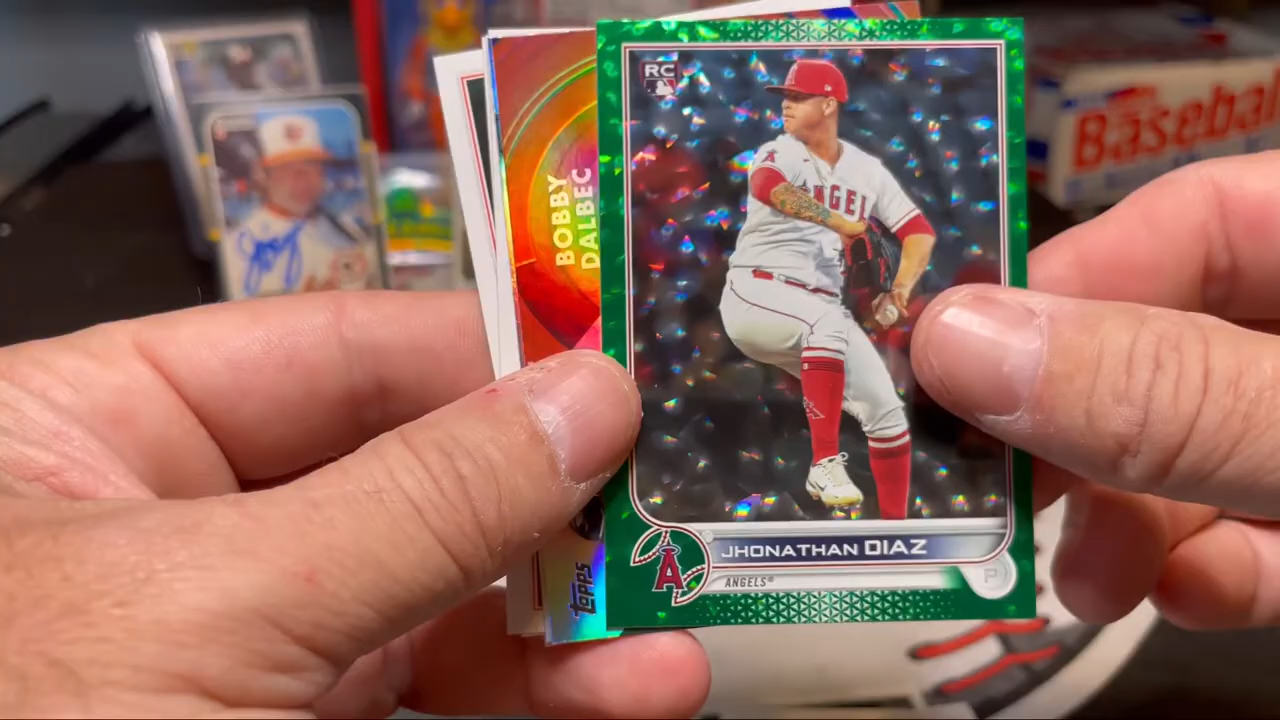 RC
BOBBY
DALBEC
ANGEL
Baseball
topps
JHONATHAN DIAZ
ANGELS®
P